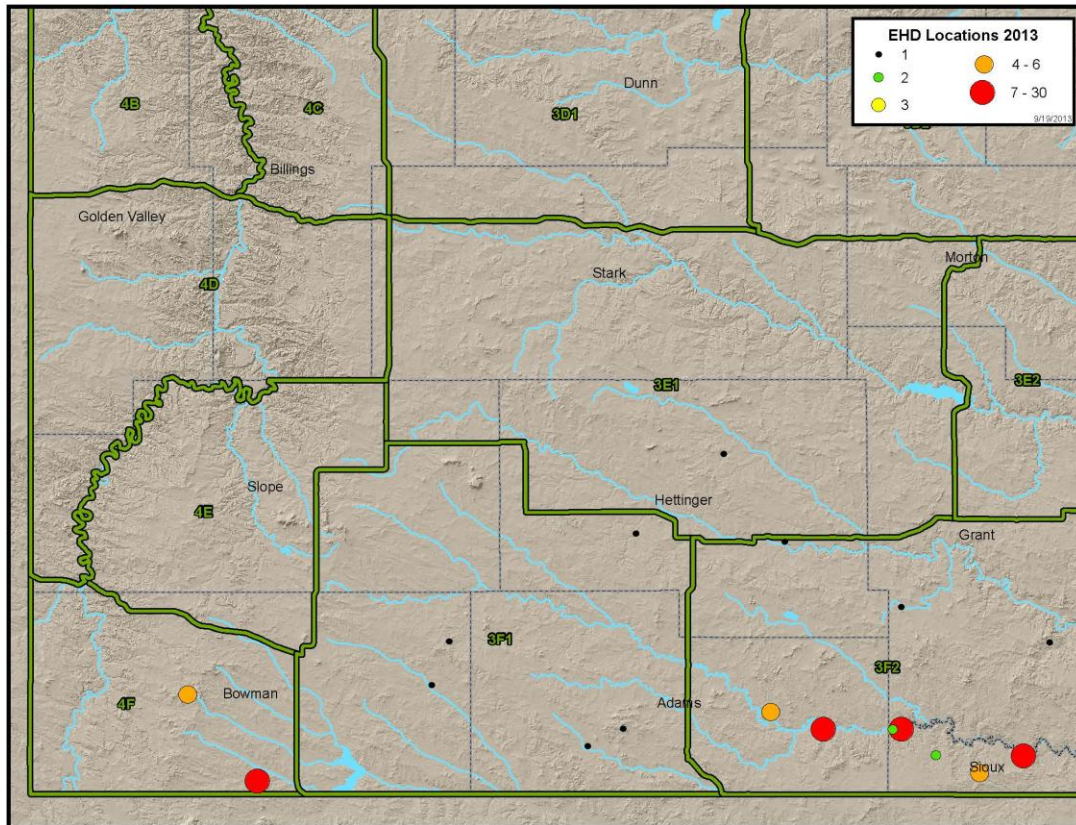 EHD Locations 2013
1
4 - 6
2
7 - 30
3
9/19/2013
Dunn
4B
4C
3D1
Billings
Golden Valley
Stark
Morton
4D
3E1
3E2
Slope
Hettinger
4E
Grant
3F1
3F2
Bowman
4F
Adams
Sioux